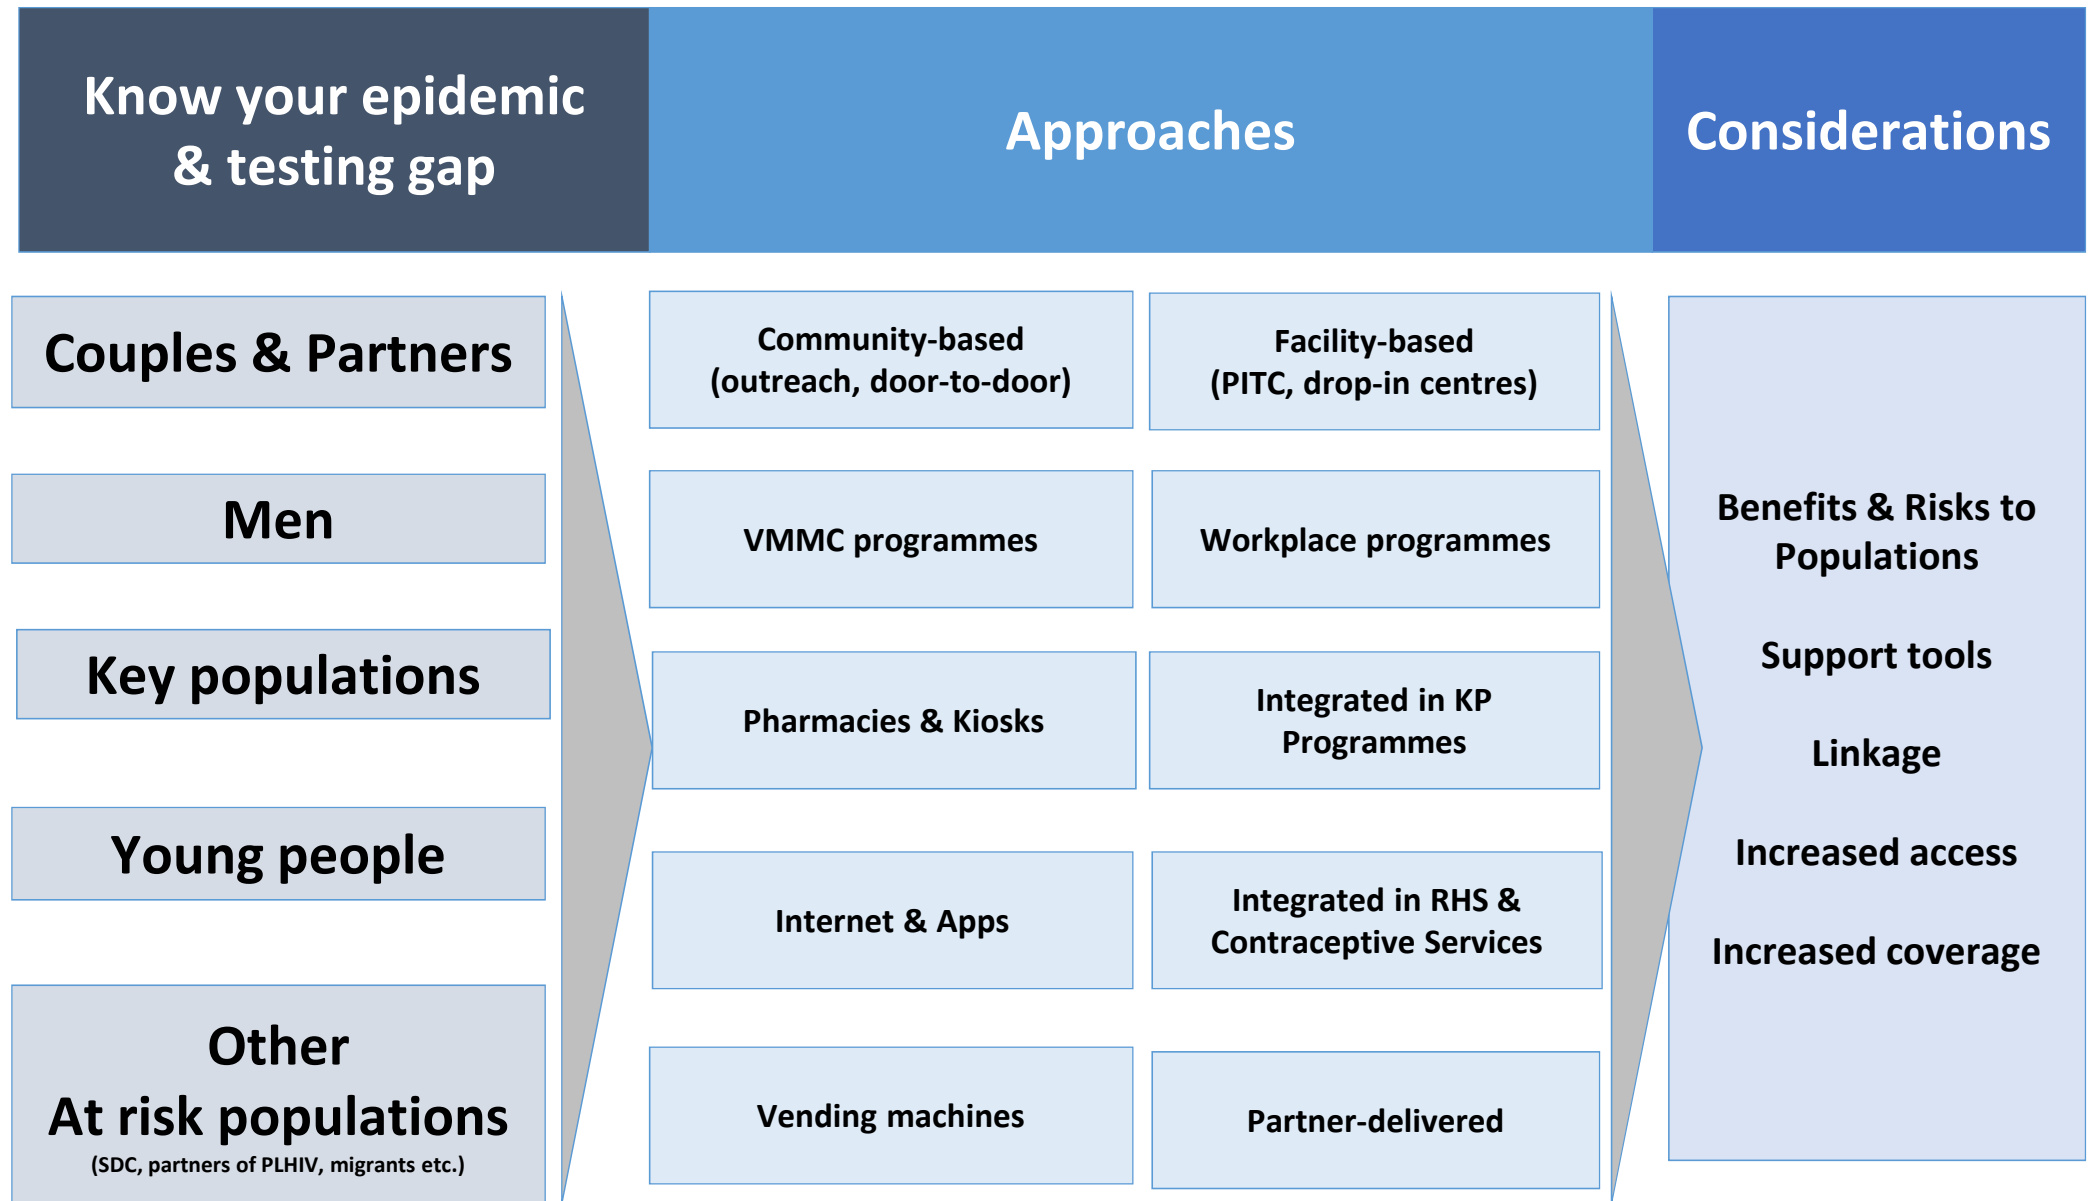 Know your epidemic
& testing gap
Approaches
Considerations
Couples & Partners
Men
Key populations
Young people
Other
At risk populations
(SDC, partners of PLHIV, migrants etc.)
Community-based
(outreach, door-to-door)
Facility-based
(PITC, drop-in centres)
VMMC programmes
Workplace programmes
Pharmacies & Kiosks
Integrated in KP
Programmes
Internet & Apps
Integrated in RHS &
Contraceptive Services
Vending machines
Partner-delivered
Benefits & Risks to
Populations
Support tools
Linkage
Increased access
Increased coverage